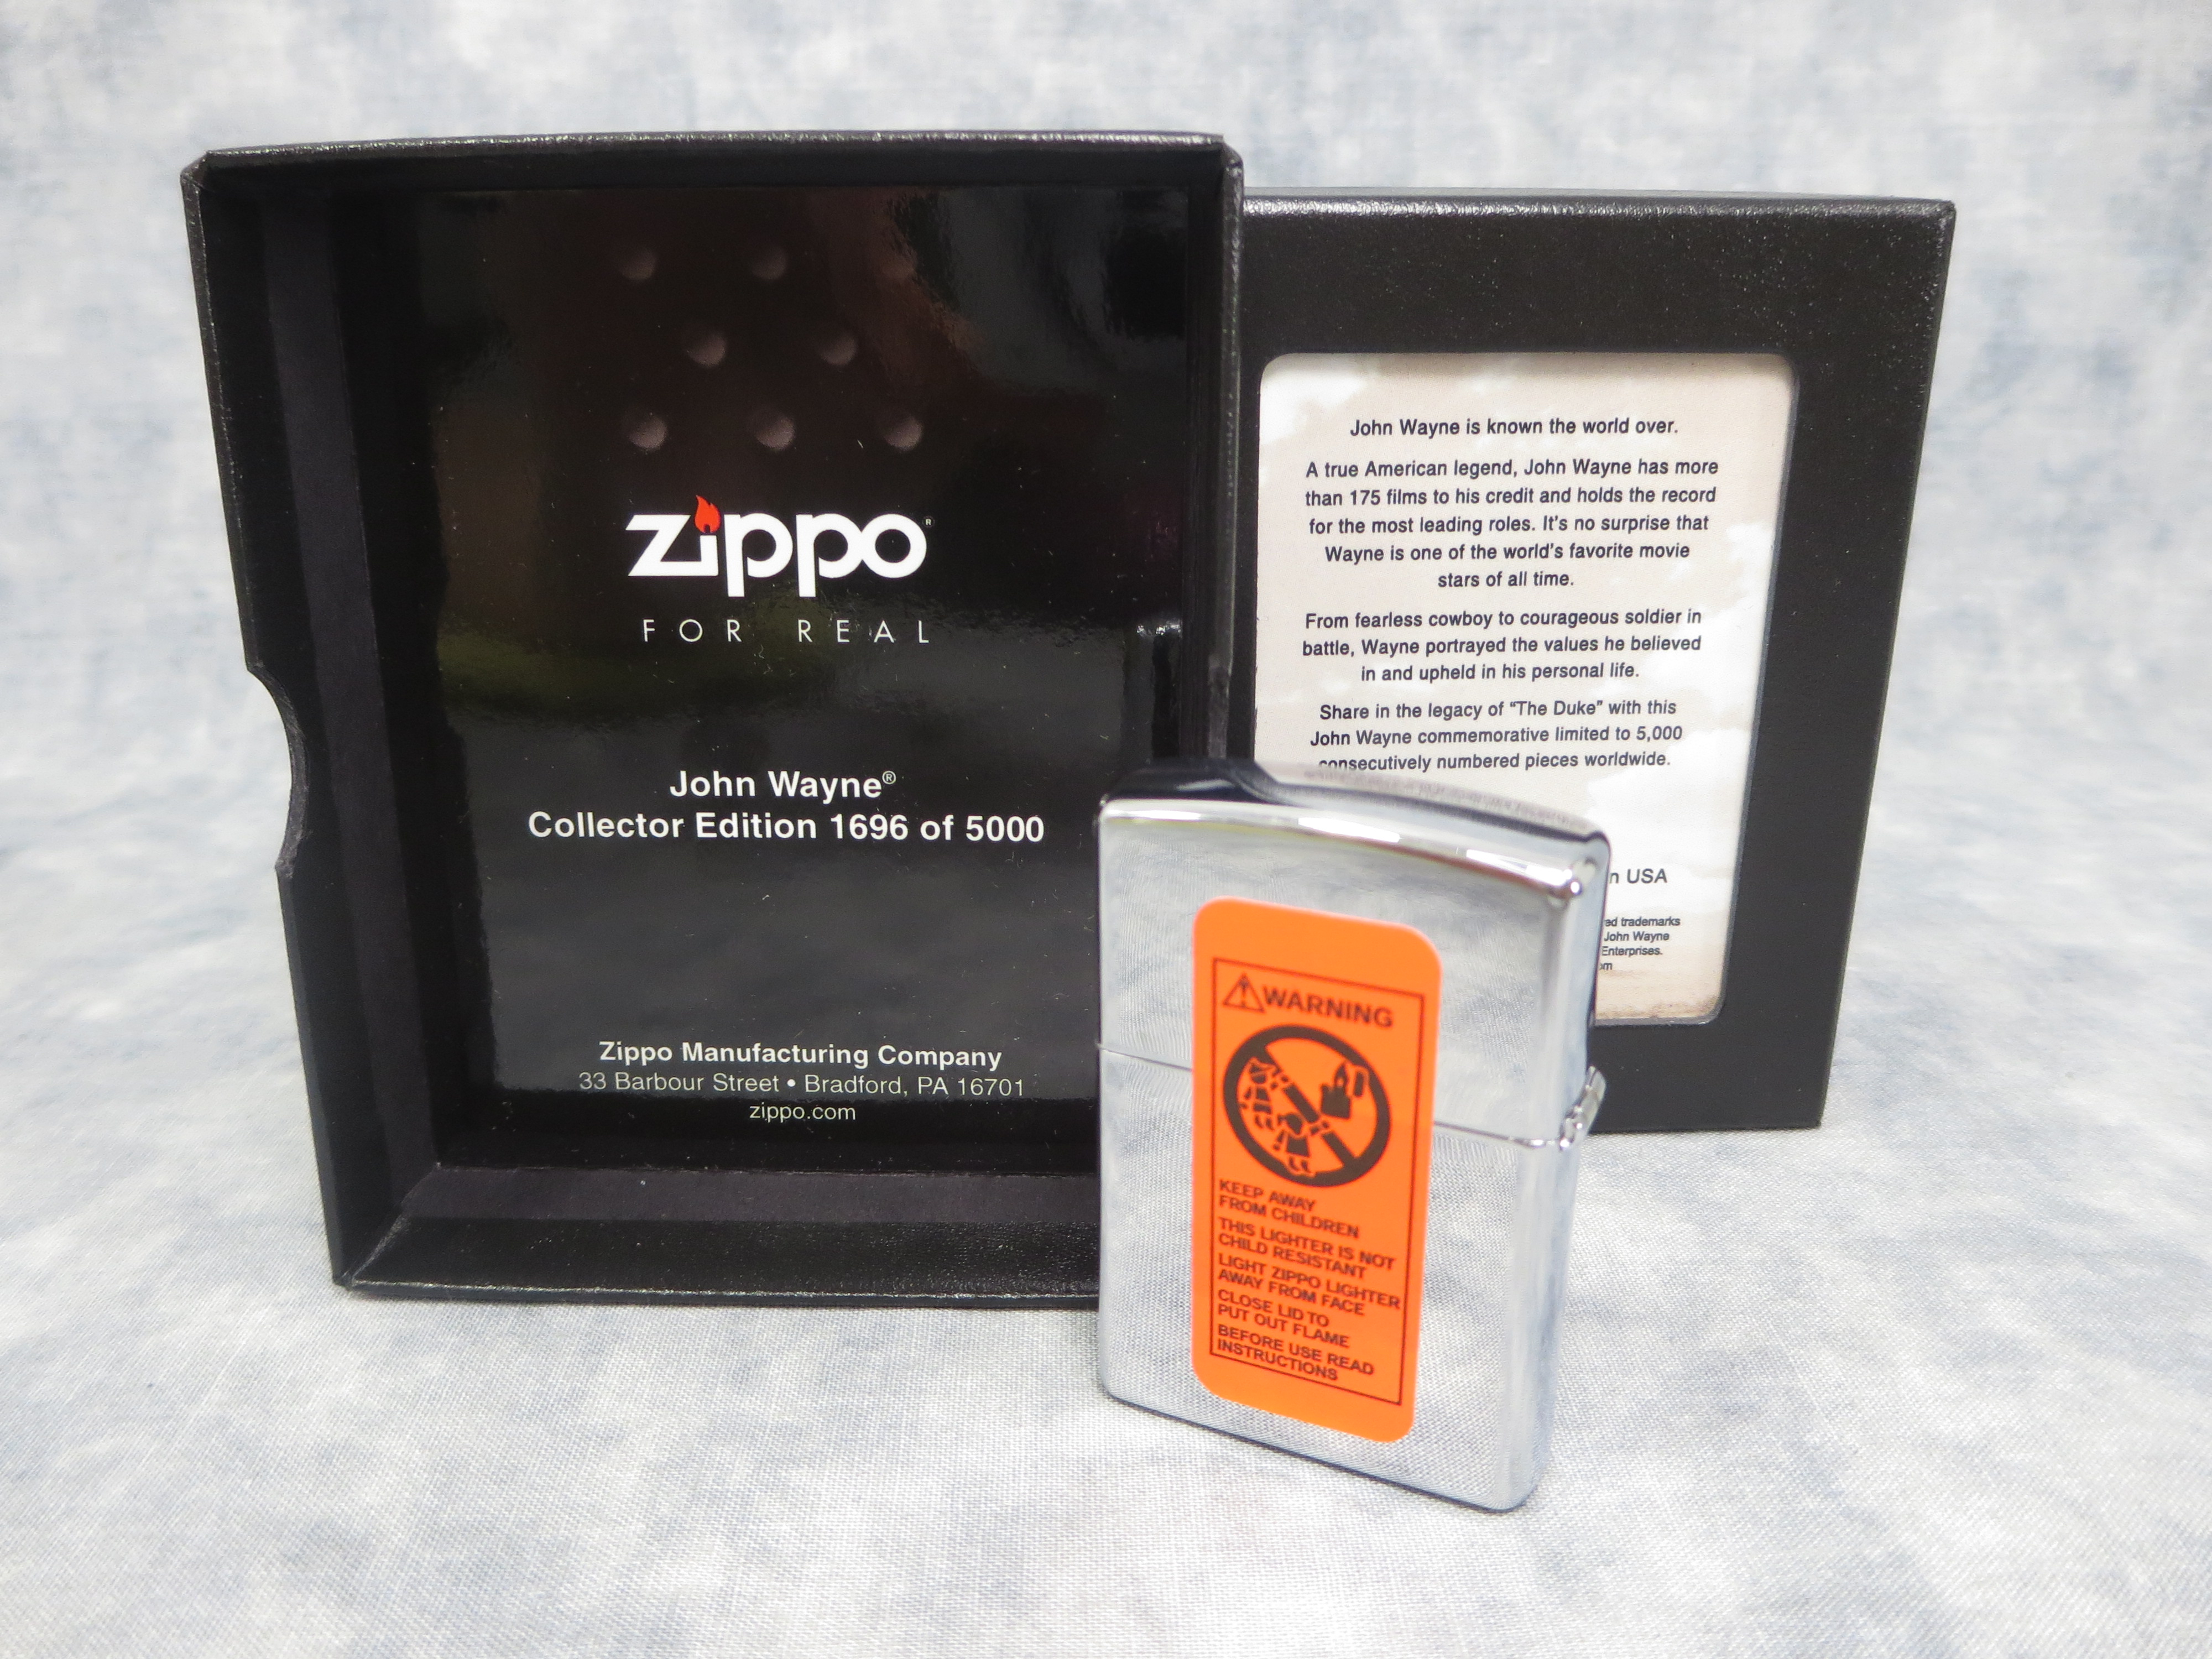 zippo®
FOR REAL
John Wayne®
Collector Edition 1696 of 5000
Zippo Manufacturing Company
33 Barbour Street • Bradford, PA 16701
zippo.com
John Wayne is known the world over.
A true American legend, John Wayne has more
than 175 films to his credit and holds the record
for the most leading roles. It's no surprise that
Wayne is one of the world's favorite movie
stars of all time.
From fearless cowboy to courageous soldier in
battle, Wayne portrayed the values he believed
in and upheld in his personal life.
Share in the legacy of "The Duke" with this
John Wayne commemorative limited to 5,000
consecutively numbered pieces worldwide.
USA
trademarks
John Wayne
Enterprises.
WARNING
KEEP AWAY
FROM CHILDREN
THIS LIGHTER IS NOT
CHILD RESISTANT
LIGHT ZIPPO LIGHTER
AWAY FROM FACE
CLOSE LID TO
PUT OUT FLAME
BEFORE USE READ
INSTRUCTIONS